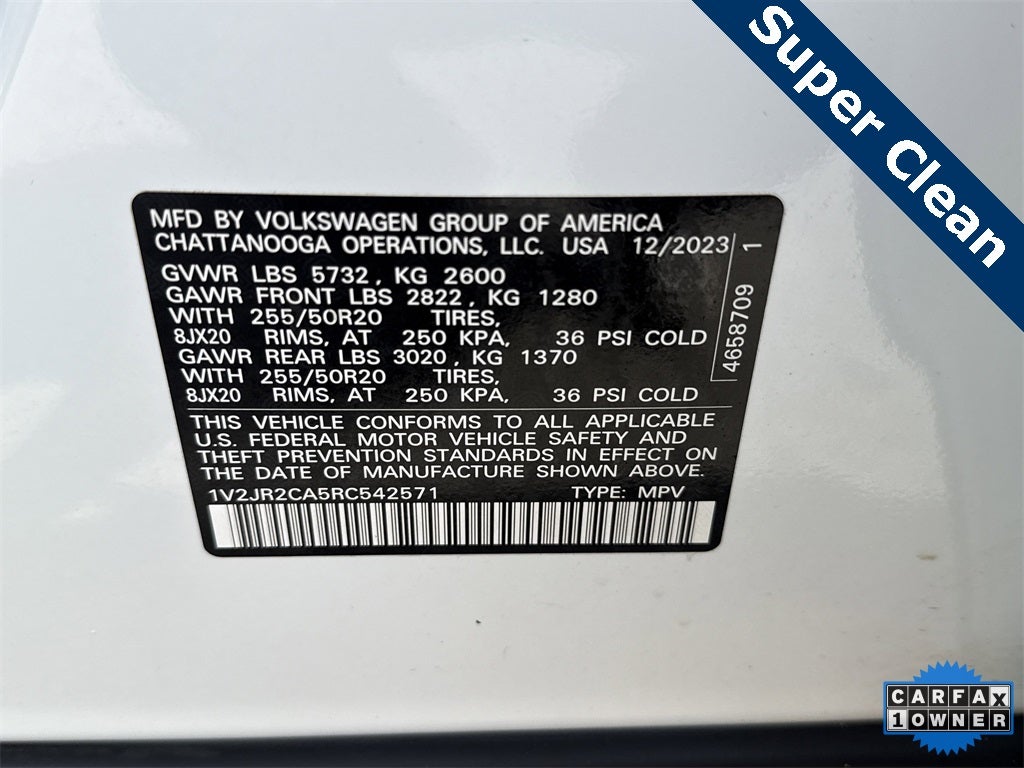 Super Clean
MFD BY VOLKSWAGEN GROUP OF AMERICA
CHATTANOOGA OPERATIONS, LLC. USA 12/2023
GVWR LBS 5732, KG 2600
GAWR FRONT LBS 2822, KG 1280
WITH 255/50R20 TIRES,
8JX20 RIMS, AT 250 KPA, 36 PSI COLD
GAWR REAR LBS 3020, KG 1370
WITH 255/50R20 TIRES,
8JX20 RIMS, AT 250 KPA, 36 PSI COLD
4658709 1
THIS VEHICLE CONFORMS TO ALL APPLICABLE
U.S. FEDERAL MOTOR VEHICLE SAFETY AND
THEFT PREVENTION STANDARDS IN EFFECT ON
THE DATE OF MANUFACTURE SHOWN ABOVE.
1V2JR2CA5RC542571 TYPE: MPV
CARFAX
1 OWNER